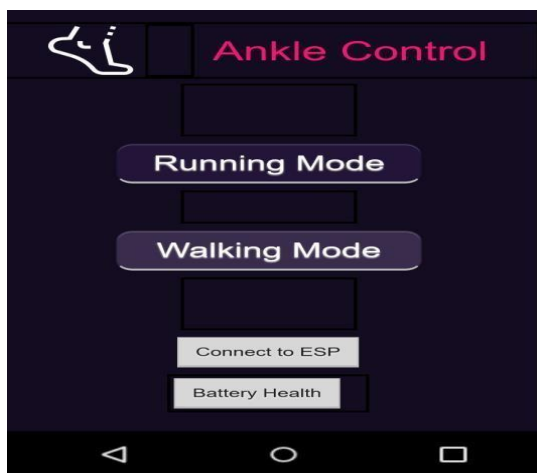 Ankle Control
Running Mode
Walking Mode
Connect to ESP
Battery Health